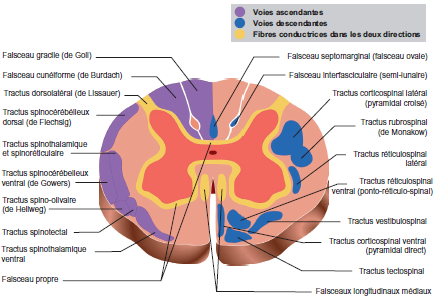 Voies ascendantes
Voies descendantes
Fibres conductrices dans les deux directions
Faisceau gracile (de Goll)
Faisceau cunéiforme (de Burdach)
Tractus dorsolatéral (de Lissauer)
Tractus spinocérébelleux
dorsal (de Flechsig)
Tractus spinothalamique
et spinoréticulaire
Tractus spinocérébelleux
ventral (de Gowers)
Tractus spino-olivaire
(de Hellweg)
Tractus spinotectal
Tractus spinothalamique
ventral
Faisceau propre
Faisceau septomarginal (faisceau ovale)
Faisceau interfasciculaire (semi-lunaire)
Tractus corticospinal latéral
(pyramidal croisé)
Tractus rubrospinal
(de Monakow)
Tractus réticulospinal
latéral
Tractus réticulospinal
ventral (ponto-réticulo-spinal)
Tractus vestibulospinal
Tractus corticospinal ventral
(pyramidal direct)
Tractus tectospinal
Faisceaux longitudinaux médiaux